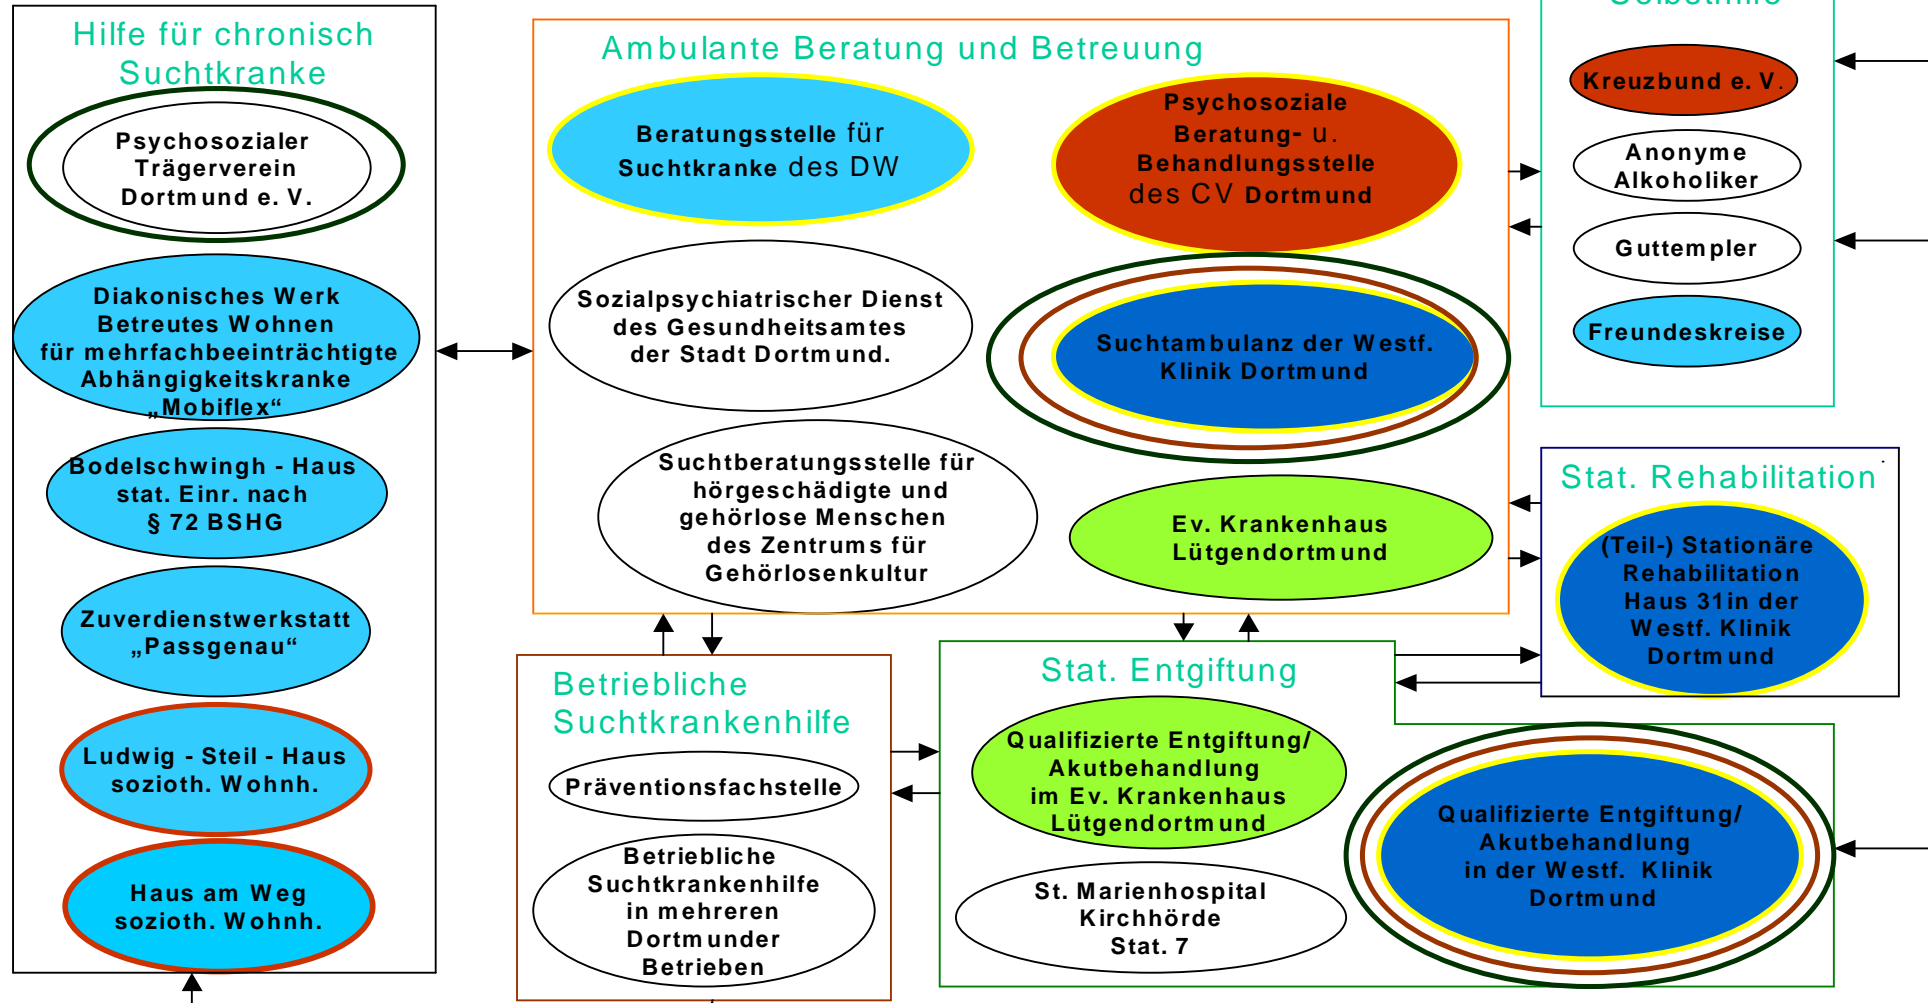 Hilfe für chronisch
Suchtkranke
Psychosozialer
Trägerverein
Dortmund e. V.
Diakonisches Werk
Betreutes Wohnen
für mehrfachbeeinträchtigte
Abhängigkeitskranke
„Mobiflex“
Bodelschwingh - Haus
stat. Einr. nach
§ 72 BSHG
Zuverdienstwerkstatt
„Passgenau“
Ludwig - Steil - Haus
sozioth. Wohnh.
Haus am Weg
sozioth. Wohnh.
Ambulante Beratung und Betreuung
Beratungsstelle für
Suchtkranke des DW
Psychosoziale
Beratung- u.
Behandlungsstelle
des CV Dortmund
Sozialpsychiatrischer Dienst
des Gesundheitsamtes
der Stadt Dortmund.
Suchtambulanz der Westf.
Klinik Dortmund
Suchtberatungsstelle für
hörgeschädigte und
gehörlose Menschen
des Zentrums für
Gehörlosenkultur
Ev. Krankenhaus
Lütgendortmund
Selbsthilfe
Kreuzbund e. V.
Anonyme
Alkoholiker
Guttempler
Freundeskreise
Stat. Rehabilitation
(Teil-) Stationäre
Rehabilitation
Haus 31in der
Westf. Klinik
Dortmund
Betriebliche
Suchtkrankenhilfe
Präventionsfachstelle
Betriebliche
Suchtkrankenhilfe
in mehreren
Dortmunder
Betrieben
Stat. Entgiftung
Qualifizierte Entgiftung/
Akutbehandlung
im Ev. Krankenhaus
Lütgendortmund
St. Marienhospital
Kirchhörde
Stat. 7
Qualifizierte Entgiftung/
Akutbehandlung
in der Westf. Klinik
Dortmund